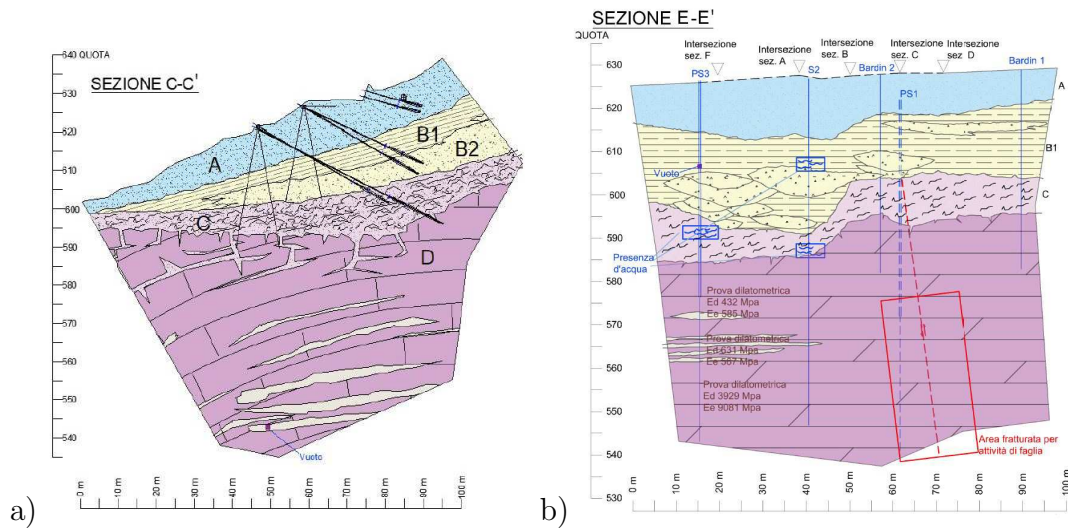 640 QUOTA
SEZIONE C-C'
630
620
610
600
590
580
570
560
550
540
A
B1
B2
C
D
Vuoto
0 m
10 m
20 m
30 m
40 m
50 m
60 m
70 m
80 m
90 m
100 m
a)
SEZIONE E-E'
QUOTA
Intersezione
sez. F
Intersezione
sez. A
Intersezione
sez. B
Intersezione
sez. C
Intersezione
sez. D
PS3
S2
Bardin 2
PS1
Bardin 1
630
620
610
600
590
580
570
560
550
540
530
A
B1
C
Vuoto
Presenza
d'acqua
Prova dilatometrica
Ed 432 Mpa
Ee 585 Mpa
Prova dilatometrica
Ed 631 Mpa
Ee 587 Mpa
Prova dilatometrica
Ed 3929 Mpa
Ee 9081 Mpa
Area fratturata per
attività di faglia
0 m
10 m
20 m
30 m
40 m
50 m
60 m
70 m
80 m
90 m
100 m
b)